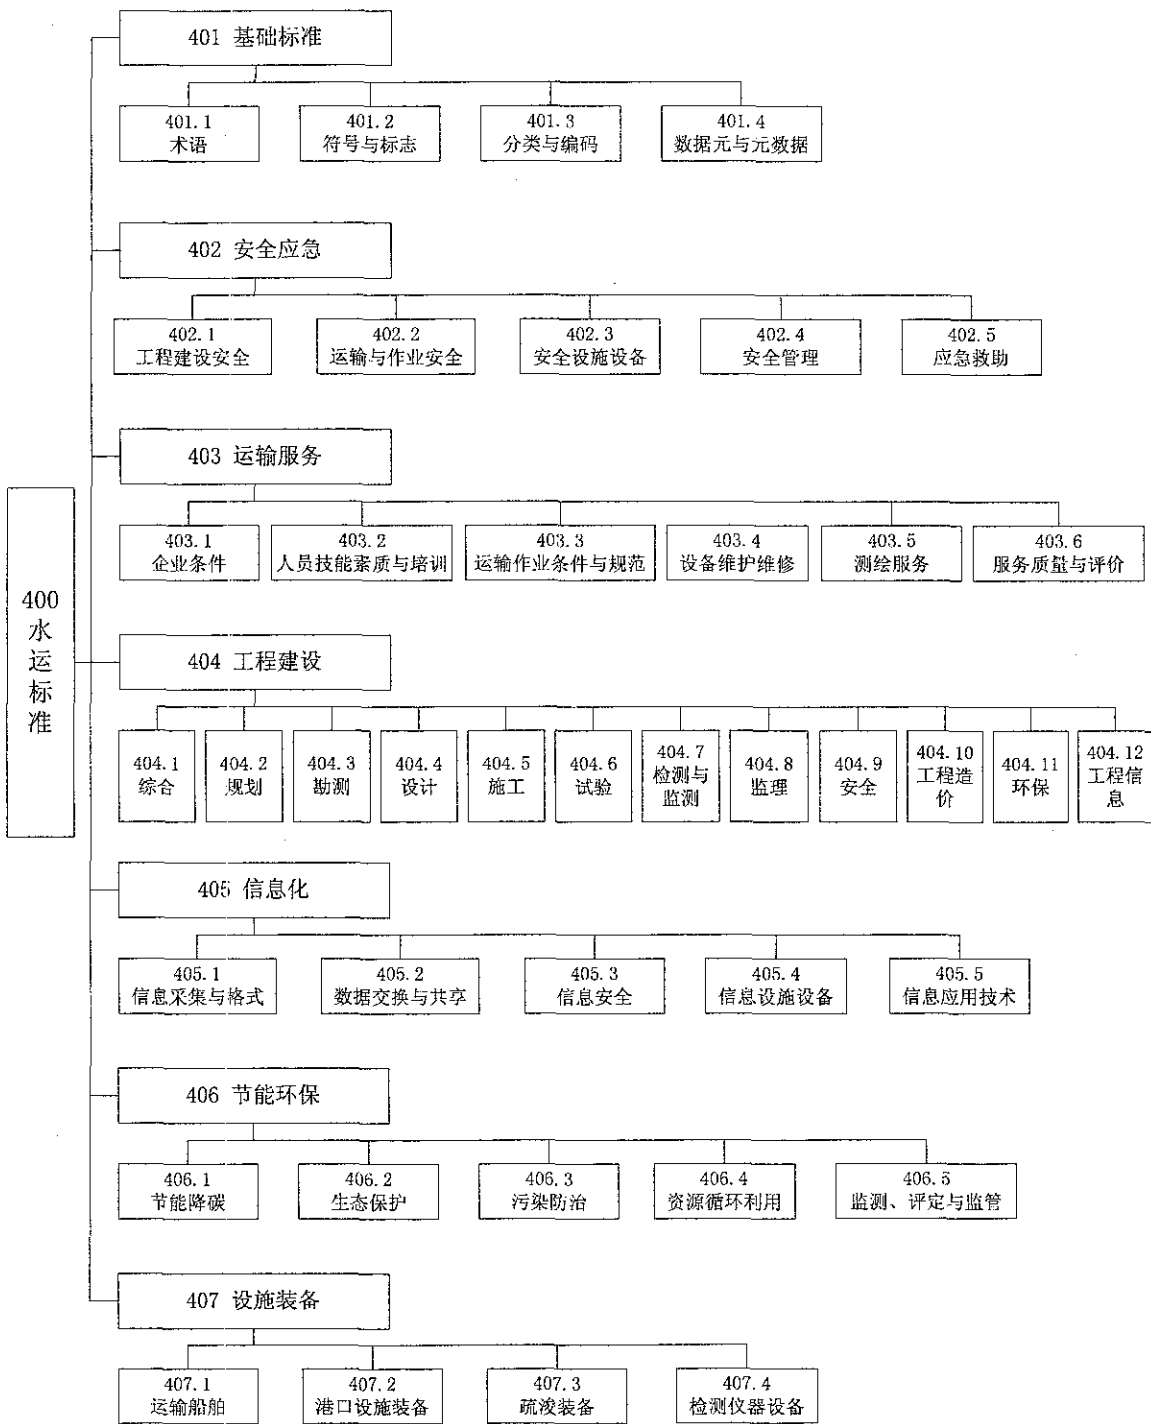 401 基础标准
401.1
术语
401.2
符号与标志
401.3
分类与编码
401.4
数据元与元数据
402 安全应急
402.1
工程建设安全
402.2
运输与作业安全
402.3
安全设施设备
402.4
安全管理
402.5
应急救助
403 运输服务
403.1
企业条件
403.2
人员技能素质与培训
403.3
运输作业条件与规范
403.4
设备维护维修
403.5
测绘服务
403.6
服务质量与评价
400
水
运
标
准
404 工程建设
404.1
综合
404.2
规划
404.3
勘测
404.4
设计
404.5
施工
404.6
试验
404.7
检测与
监测
404.8
监理
404.9
安全
404.10
工程造
价
404.11
环保
404.12
工程信
息
405 信息化
405.1
信息采集与格式
405.2
数据交换与共享
405.3
信息安全
405.4
信息设施设备
405.5
信息应用技术
406 节能环保
406.1
节能降碳
406.2
生态保护
406.3
污染防治
406.4
资源循环利用
406.5
监测、评定与监管
407 设施装备
407.1
运输船舶
407.2
港口设施装备
407.3
疏浚装备
407.4
检测仪器设备